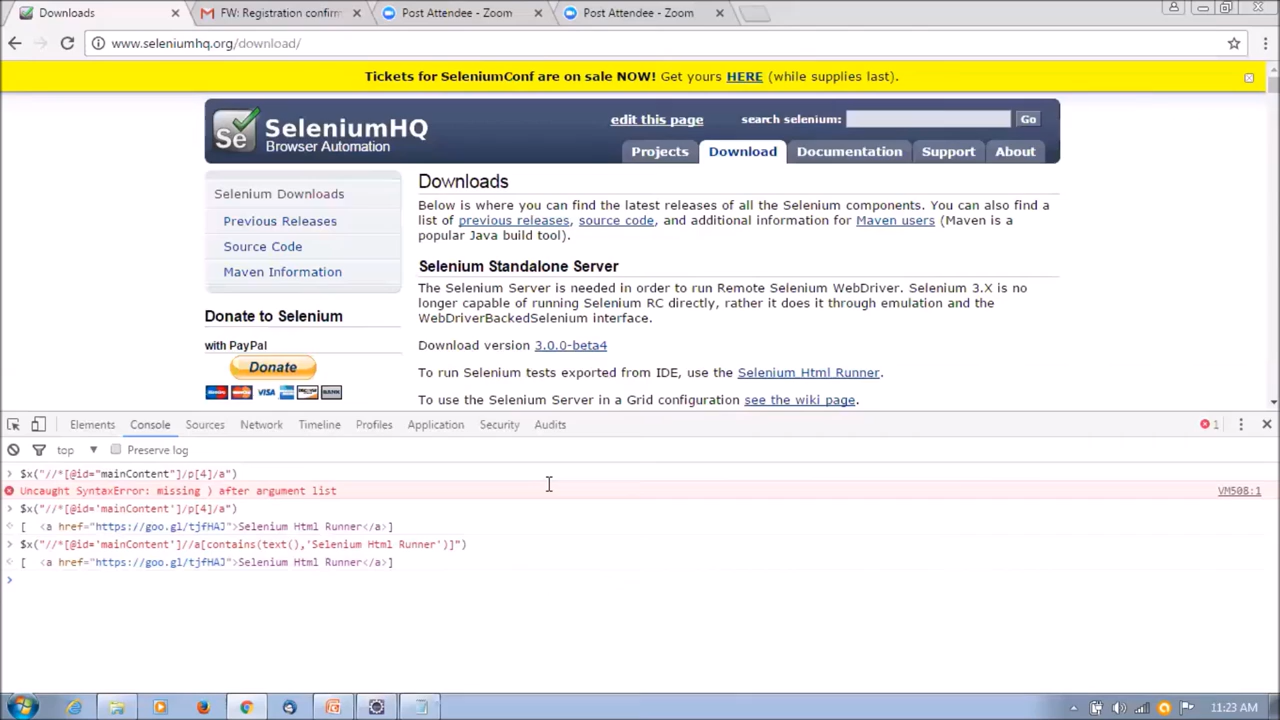 Downloads
FW: Registration confirm
Post Attendee - Zoom
Post Attendee - Zoom
www.seleniumhq.org/download/
Tickets for SeleniumConf are on sale NOW! Get yours HERE (while supplies last).
Se
SeleniumHQ
Browser Automation
edit this page
search selenium:
Go
Projects
Download
Documentation
Support
About
Selenium Downloads
Previous Releases
Source Code
Maven Information
Donate to Selenium
with PayPal
Donate
VISA
Downloads
Below is where you can find the latest releases of all the Selenium components. You can also find a
list of previous releases, source code, and additional information for Maven users (Maven is a
popular Java build tool).
Selenium Standalone Server
The Selenium Server is needed in order to run Remote Selenium WebDriver. Selenium 3.X is no
longer capable of running Selenium RC directly, rather it does it through emulation and the
WebDriverBackedSelenium interface.
Download version 3.0.0-beta4
To run Selenium tests exported from IDE, use the Selenium Html Runner.
To use the Selenium Server in a Grid configuration see the wiki page.
Elements Console Sources Network Timeline Profiles Application Security Audits
1
top Preserve log
> $x("//*[@id="mainContent"]/p[4]/a")
Uncaught SyntaxError: missing ) after argument list VM508:1
> $x("//*[@id='mainContent']/p[4]/a")
[ <a href="https://goo.gl/tjfHAJ">Selenium Html Runner</a>]
> $x("//*[@id='mainContent']//a[contains(text(),'Selenium Html Runner')]")
[ <a href="https://goo.gl/tjfHAJ">Selenium Html Runner</a>]
>
11:23 AM